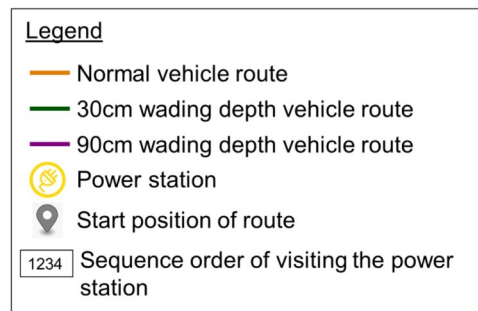 Legend
Normal vehicle route
30cm wading depth vehicle route
90cm wading depth vehicle route
Power station
Start position of route
1234 Sequence order of visiting the power
station